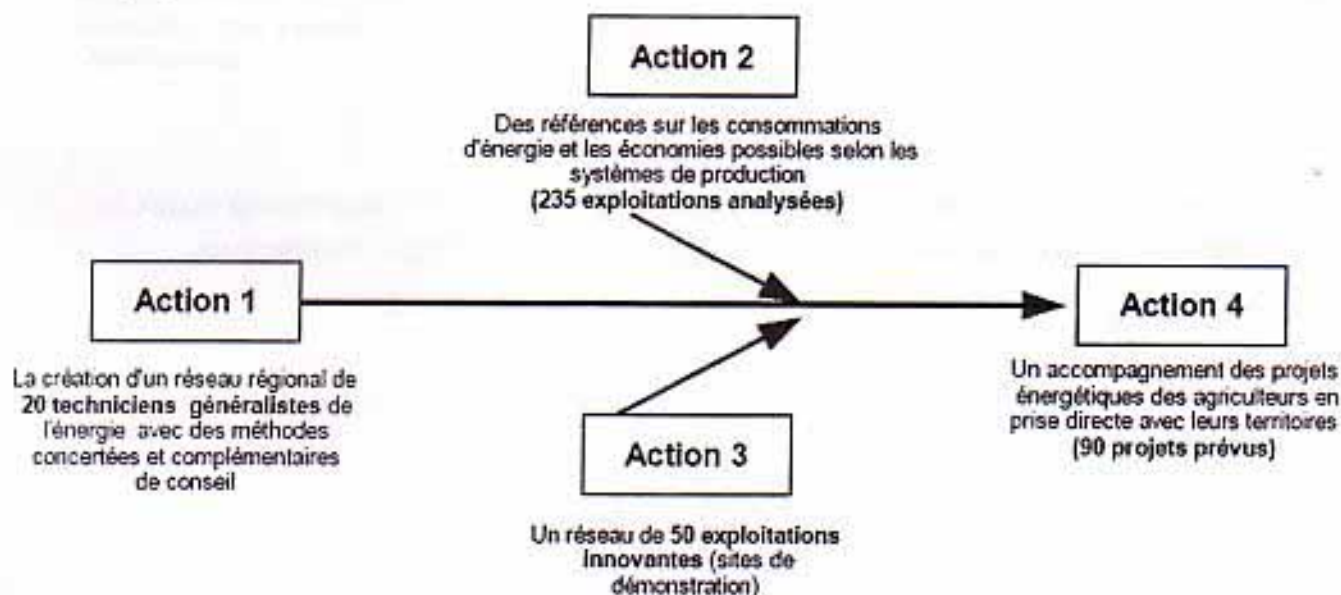 Action 2
Des références sur les consommations
d'énergie et les économies possibles selon les
systèmes de production
(235 exploitations analysées)
Action 1
La création d'un réseau régional de
20 techniciens généralistes de
l'énergie avec des méthodes
concertées et complémentaires
de conseil
Action 4
Un accompagnement des projets
énergétiques des agriculteurs en
prise directe avec leurs territoires
(90 projets prévus)
Action 3
Un réseau de 50 exploitations
Innovantes (sites de
démonstration)